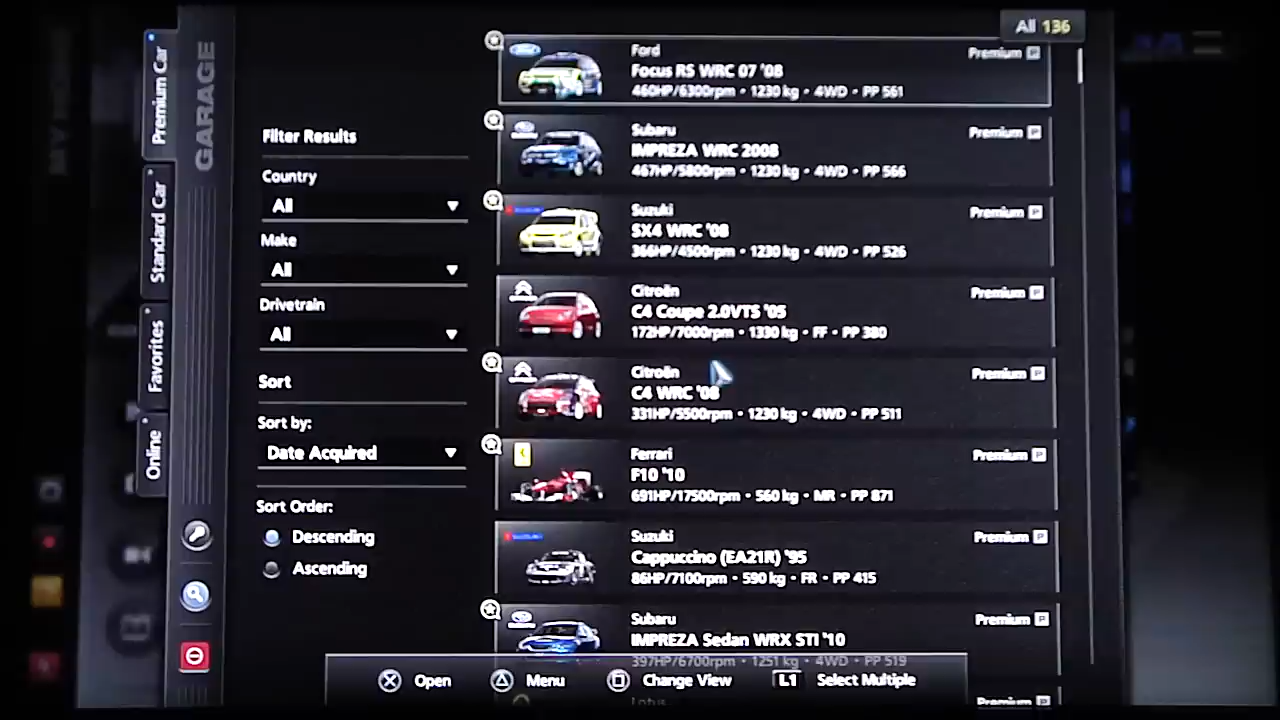 All 136
Premium Car
Standard Car
Favorites
Online
GARAGE
Filter Results
Country
All
Make
All
Drivetrain
All
Sort
Sort by:
Date Acquired
Sort Order:
Descending
Ascending
Ford
Premium P
Focus RS WRC 07 '08
460HP/6300rpm • 1230 kg • 4WD • PP 561
Subaru
Premium P
IMPREZA WRC 2008
467HP/5800rpm • 1230 kg • 4WD • PP 566
Suzuki
Premium P
SX4 WRC '08
366HP/4500rpm • 1230 kg • 4WD • PP 526
Citroën
Premium P
C4 Coupe 2.0VTS '05
172HP/7000rpm • 1330 kg • FF • PP 380
Citroën
Premium P
C4 WRC '08
331HP/5500rpm • 1230 kg • 4WD • PP 511
Ferrari
Premium P
F10 '10
691HP/17500rpm • 560 kg • MR • PP 871
Suzuki
Premium P
Cappuccino (EA21R) '95
86HP/7100rpm • 590 kg • FR • PP 415
Subaru
Premium P
IMPREZA Sedan WRX STI '10
397HP/6700rpm • 1251 kg • 4WD • PP 519
Lotus
Premium P
Open
Menu
Change View
L1 Select Multiple